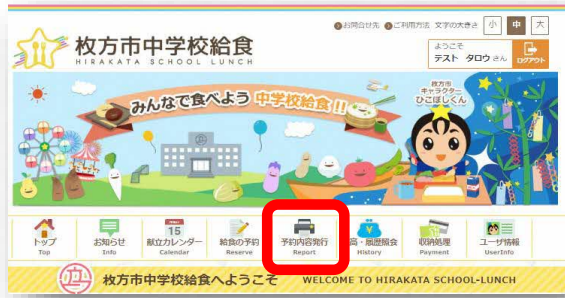 お問合せ先 ご利用方法 文字の大きさ 小 中 大
枚方市中学校給食
HIRAKATA SCHOOL LUNCH
ようこそ
テスト タロウ さん
ログアウト
みんなで食べよう 中学校給食!!
枚方市
キャラクター
ひこぼしくん
トップ
Top
お知らせ
Info
15
献立カレンダー
Calendar
給食の予約
Reserve
予約内容発行
Report
高・履歴照会
History
収納処理
Payment
ユーザ情報
UserInfo
枚方市中学校給食へようこそ WELCOME TO HIRAKATA SCHOOL-LUNCH